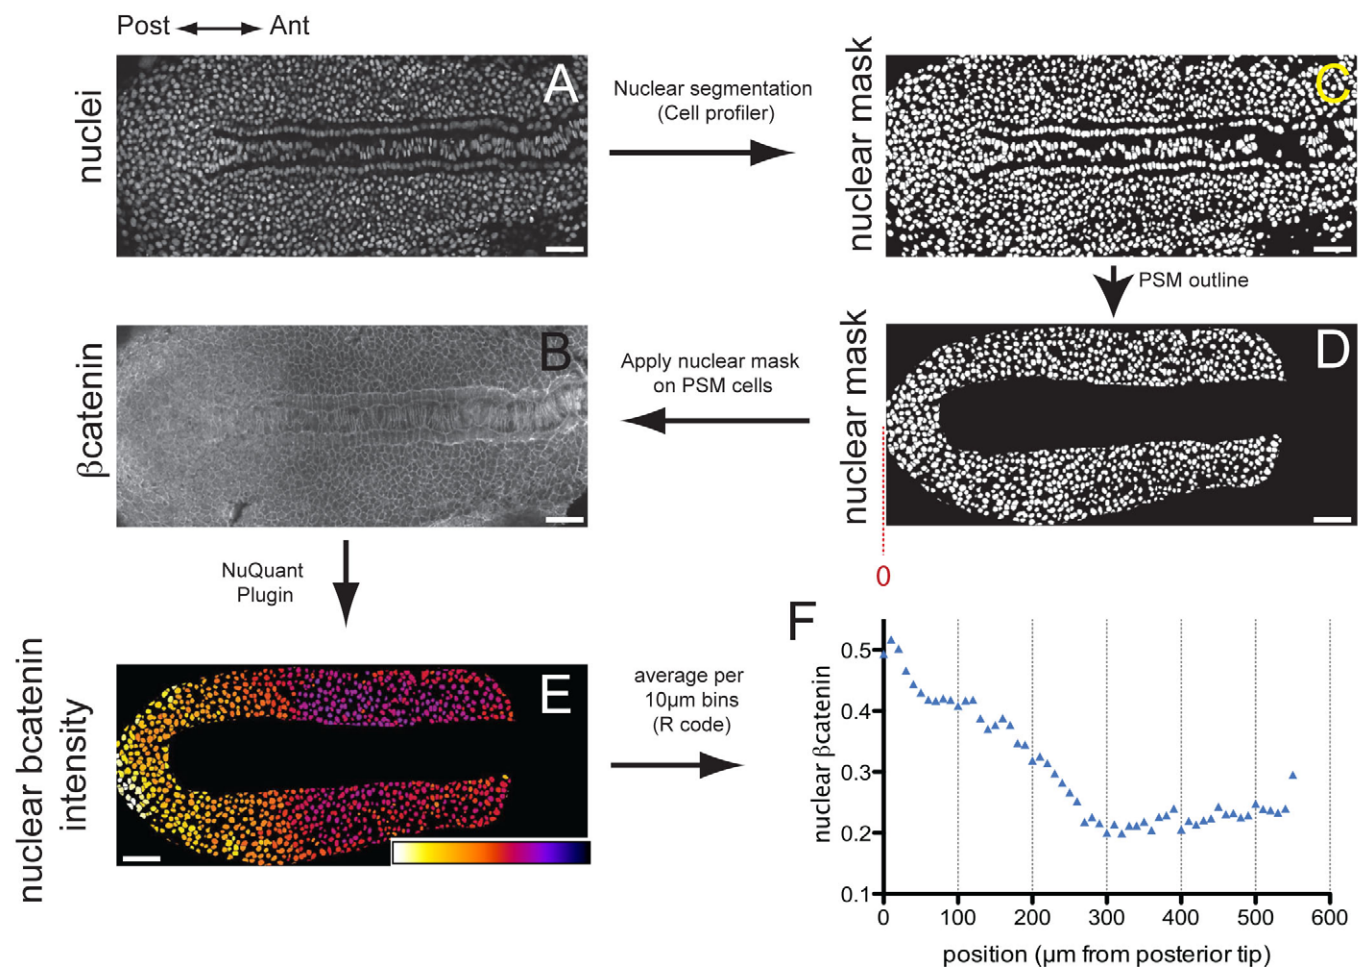 Post Ant
nuclei
A
Nuclear segmentation
(Cell profiler)
nuclear mask
C
PSM outline
βcatenin
B
Apply nuclear mask
on PSM cells
nuclear mask
D
0
NuQuant
Plugin
nuclear bcatenin
intensity
E
average per
10µm bins
(R code)
F
nuclear βcatenin
0.5
0.4
0.3
0.2
0.1
0 100 200 300 400 500 600
position (µm from posterior tip)